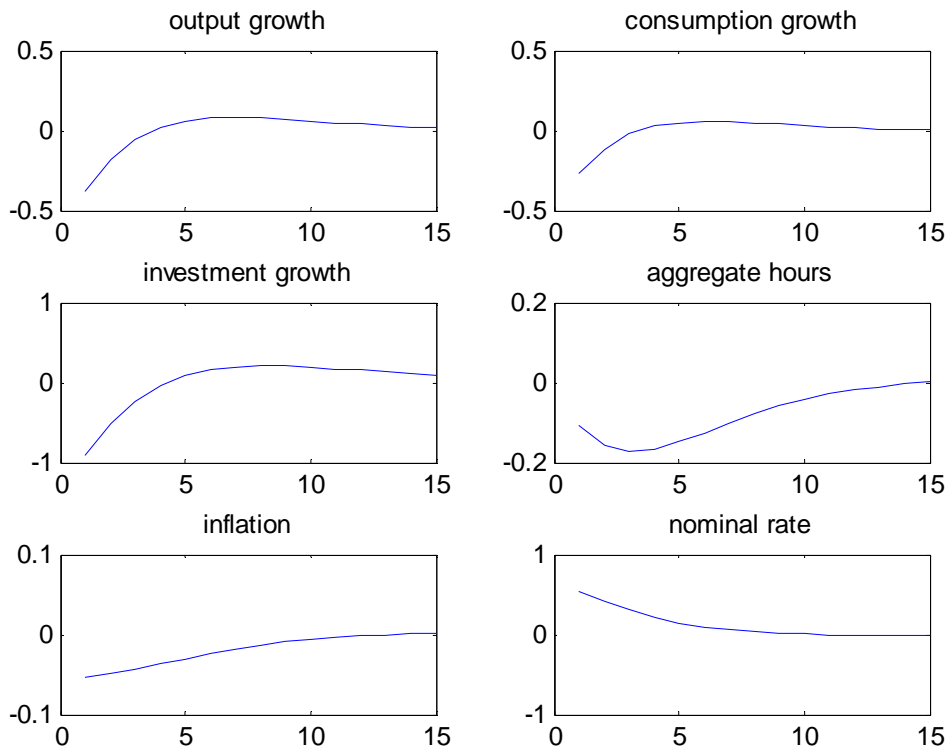 output growth
0.5
0
-0.5
0 5 10 15
consumption growth
0.5
0
-0.5
0 5 10 15
investment growth
1
0
-1
0 5 10 15
aggregate hours
0.2
0
-0.2
0 5 10 15
inflation
0.1
0
-0.1
0 5 10 15
nominal rate
1
0
-1
0 5 10 15